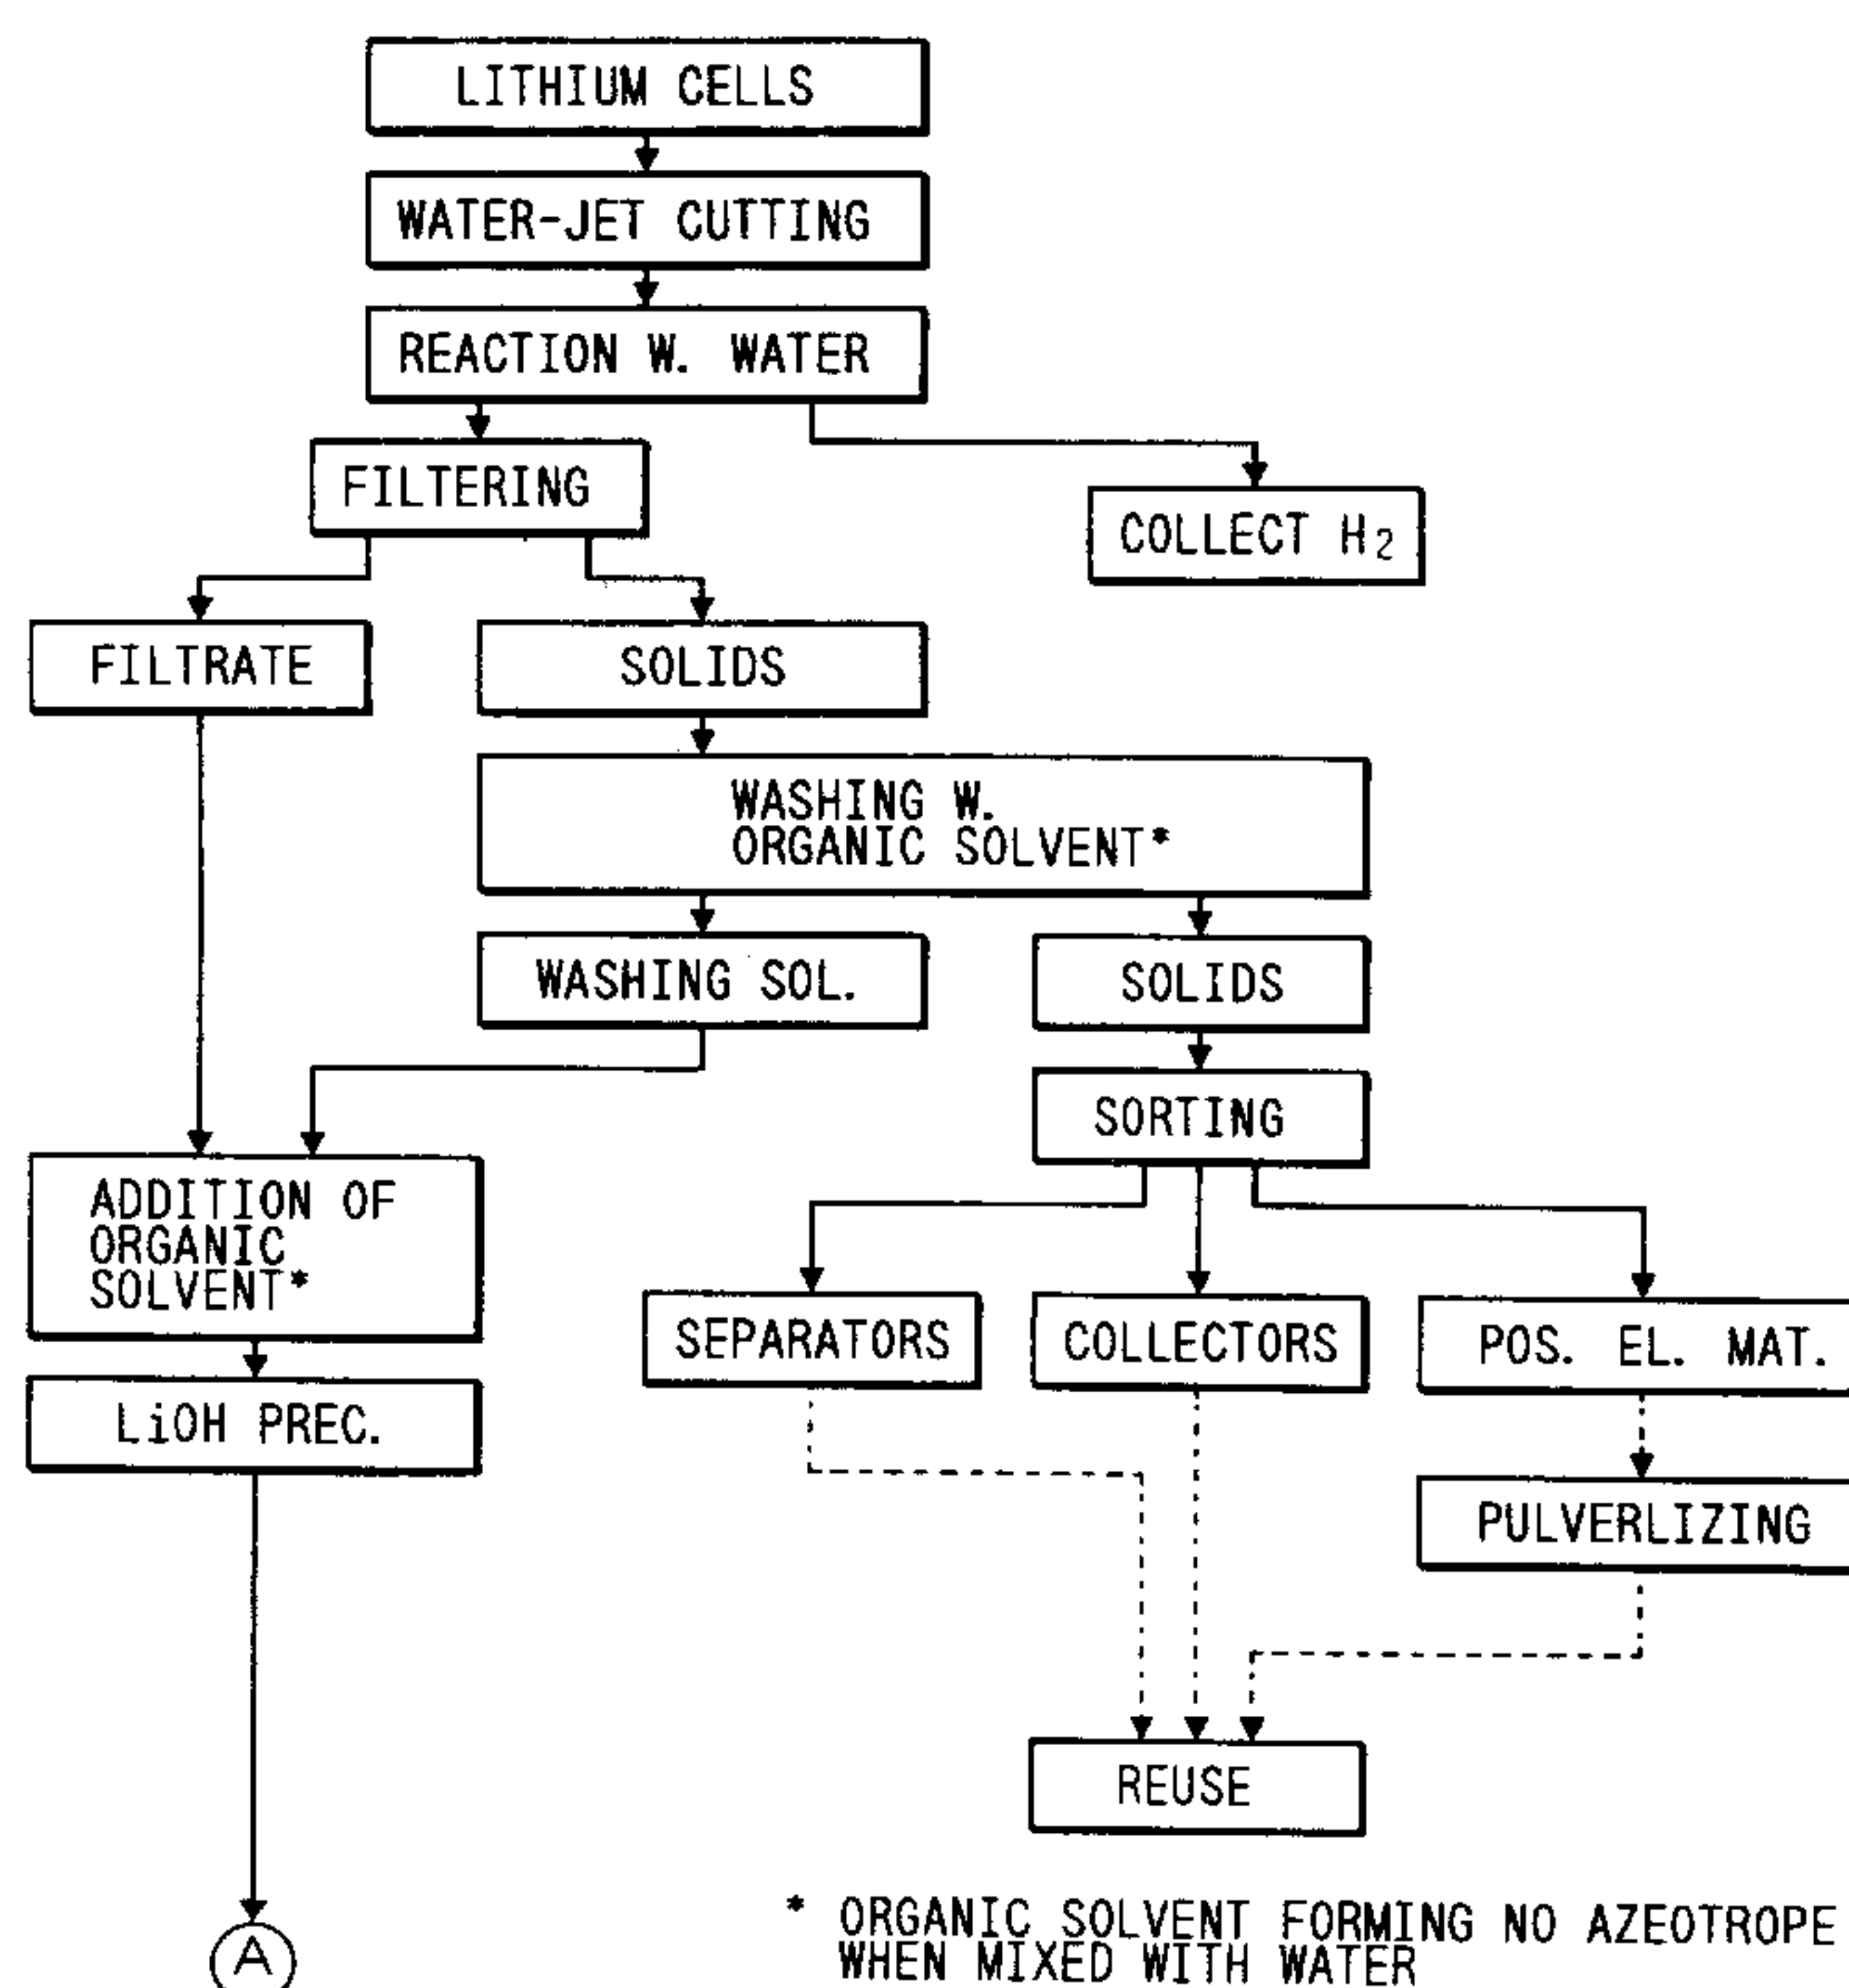 LITHIUM CELLS
WATER-JET CUTTING
REACTION W. WATER
FILTERING
COLLECT H₂
FILTRATE
SOLIDS
WASHING W.
ORGANIC SOLVENT*
WASHING SOL.
SOLIDS
SORTING
ADDITION OF
ORGANIC
SOLVENT*
SEPARATORS
COLLECTORS
POS. EL. MAT.
LiOH PREC.
PULVERLIZING
REUSE
* ORGANIC SOLVENT FORMING NO AZEOTROPE
WHEN MIXED WITH WATER
A